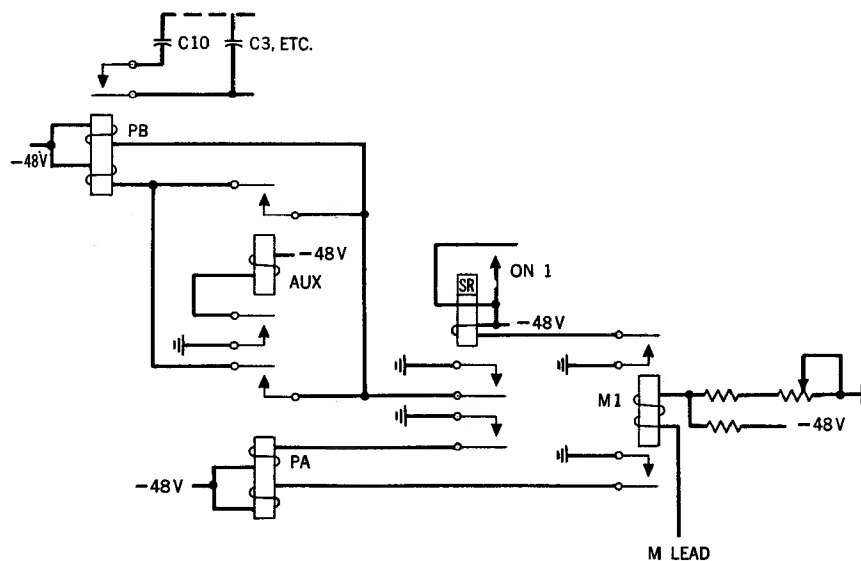 C10
C3, ETC.
PB
-48V
-48V
AUX
SR
ON 1
-48V
M1
-48V
PA
-48V
M LEAD